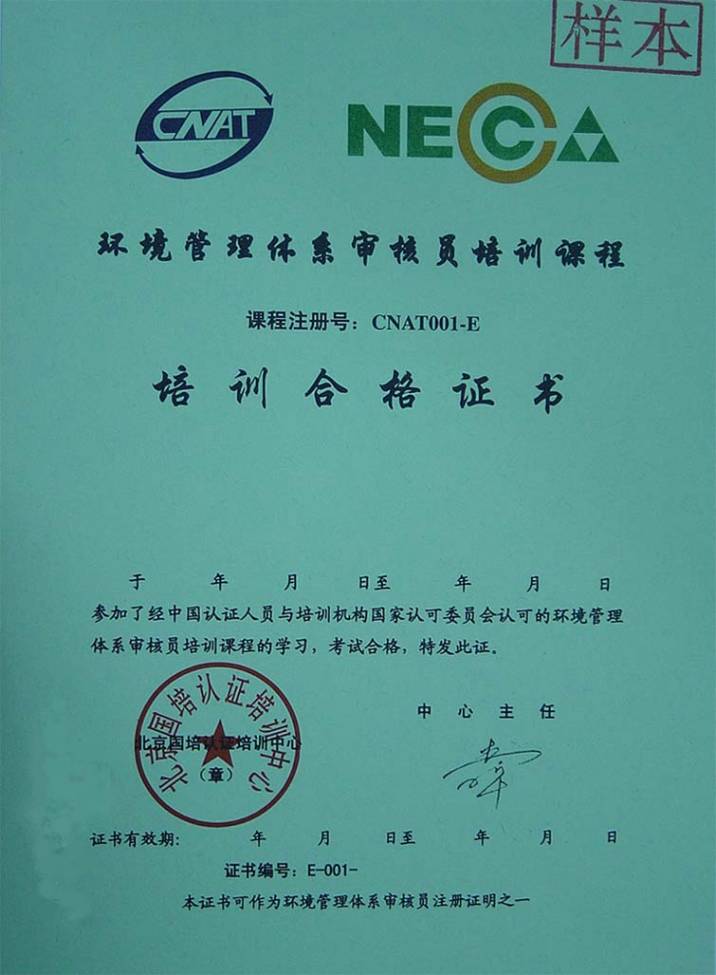 样本
CNAT
NECCA
环境管理体系审核员培训课程
课程注册号：CNAT001-E
培训合格证书
于 年 月 日至 年 月 日
参加了经中国认证人员与培训机构国家认可委员会认可的环境管理
体系审核员培训课程的学习，考试合格，特发此证。
北京国培认证培训中心
中心主任
北京国培认证培训中心
（章）
证书有效期： 年 月 日至 年 月 日
证书编号：E-001-
本证书可作为环境管理体系审核员注册证明之一